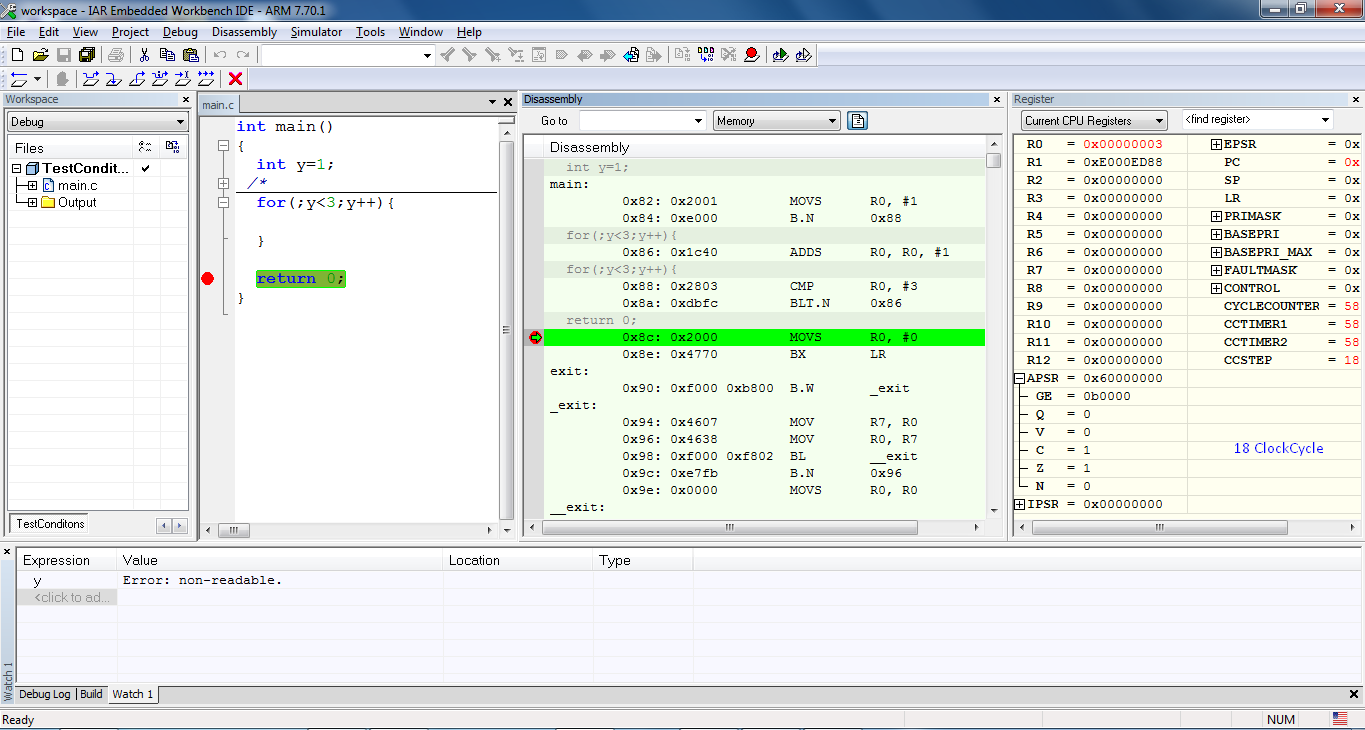 workspace - IAR Embedded Workbench IDE - ARM 7.70.1
File Edit View Project Debug Disassembly Simulator Tools Window Help
Workspace
Debug
Files
TestCondit...
main.c
Output
TestConditons
main.c
int main()
{
int y=1;
/*
for(;y<3;y++){
}
return 0;
}
Disassembly
Go to Memory
Disassembly
int y=1;
main:
0x82: 0x2001 MOVS R0, #1
0x84: 0xe000 B.N 0x88
for(;y<3;y++){
0x86: 0x1c40 ADDS R0, R0, #1
for(;y<3;y++){
0x88: 0x2803 CMP R0, #3
0x8a: 0xdbfc BLT.N 0x86
return 0;
0x8c: 0x2000 MOVS R0, #0
0x8e: 0x4770 BX LR
exit:
0x90: 0xf000 0xb800 B.W _exit
_exit:
0x94: 0x4607 MOV R7, R0
0x96: 0x4638 MOV R0, R7
0x98: 0xf000 0xf802 BL __exit
0x9c: 0xe7fb B.N 0x96
0x9e: 0x0000 MOVS R0, R0
__exit:
Register
Current CPU Registers <find register>
R0 = 0x00000003 EPSR = 0x
R1 = 0xE000ED88 PC = 0x
R2 = 0x00000000 SP = 0x
R3 = 0x00000000 LR = 0x
R4 = 0x00000000 PRIMASK = 0x
R5 = 0x00000000 BASEPRI = 0x
R6 = 0x00000000 BASEPRI_MAX = 0x
R7 = 0x00000000 FAULTMASK = 0x
R8 = 0x00000000 CONTROL = 0x
R9 = 0x00000000 CYCLECOUNTER = 58
R10 = 0x00000000 CCTIMER1 = 58
R11 = 0x00000000 CCTIMER2 = 58
R12 = 0x00000000 CCSTEP = 18
APSR = 0x60000000
GE = 0b0000
Q = 0
V = 0
C = 1
Z = 1
N = 0
IPSR = 0x00000000
18 ClockCycle
Expression Value Location Type
y Error: non-readable.
<click to ad...
Watch 1
Debug Log Build Watch 1
Ready NUM